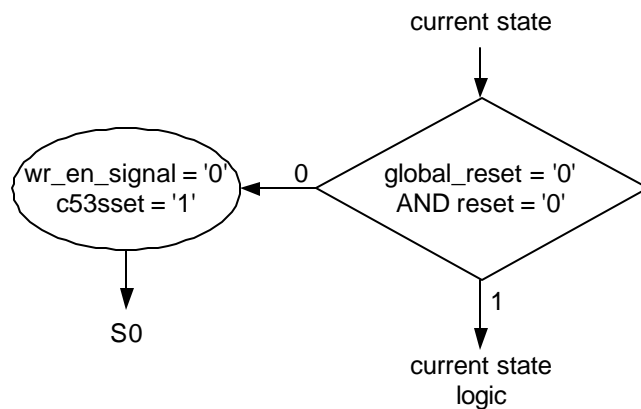 current state
wr_en_signal = '0'
c53sset = '1'
0
global_reset = '0'
AND reset = '0'
1
S0
current state
logic